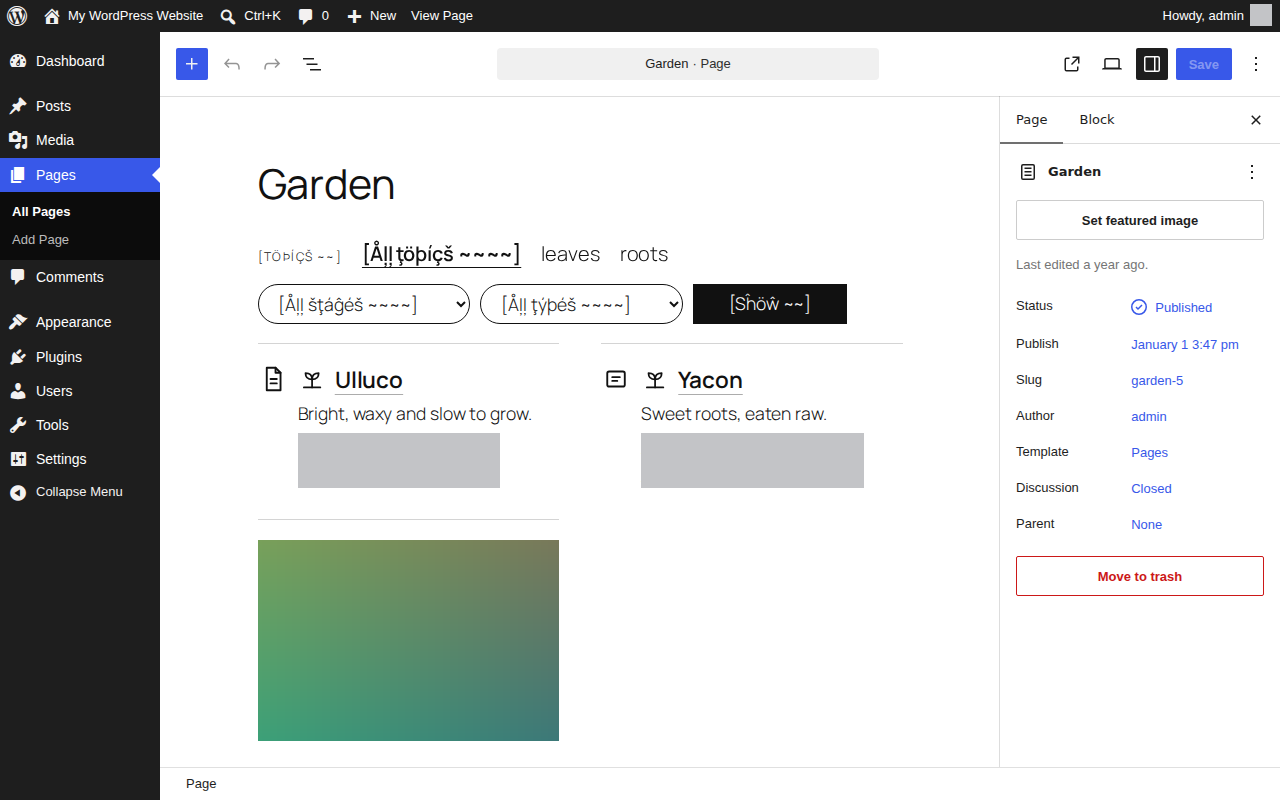 My WordPress Website Ctrl+K 0 New View Page Howdy, admin
Dashboard
Posts
Media
Pages
All Pages
Add Page
Comments
Appearance
Plugins
Users
Tools
Settings
Collapse Menu
Garden · Page
Save
Garden
[TÖÞÍÇŠ ~~] [Åļļ ţöþíçš ~~~~] leaves roots
[Åļļ šţáĝéš ~~~~] [Åļļ ţýþéš ~~~~] [Šĥöŵ ~~]
Ulluco
Bright, waxy and slow to grow.
Yacon
Sweet roots, eaten raw.
Page Block
Garden
Set featured image
Last edited a year ago.
Status Published
Publish January 1 3:47 pm
Slug garden-5
Author admin
Template Pages
Discussion Closed
Parent None
Move to trash
Page